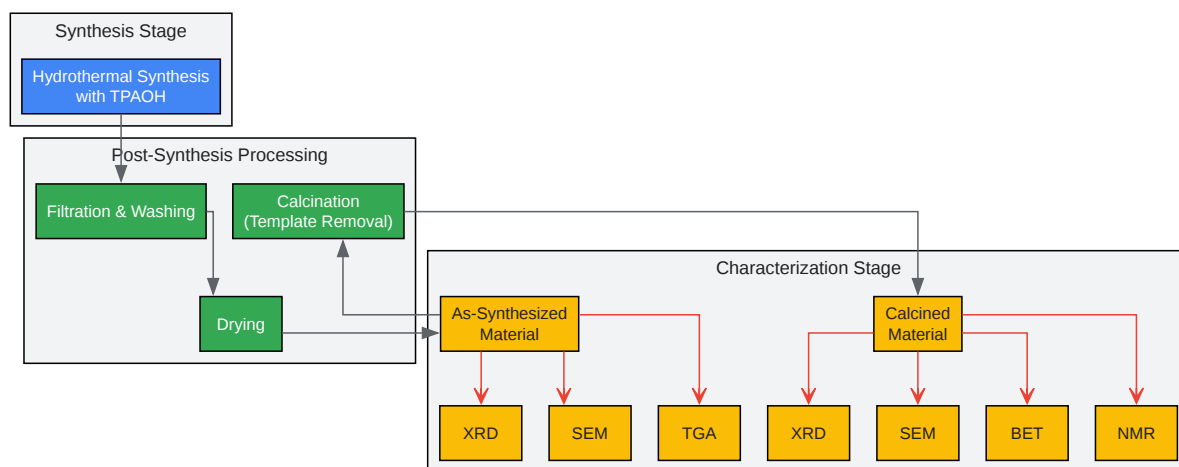 Synthesis Stage
Hydrothermal Synthesis
with TPAOH
Post-Synthesis Processing
Filtration & Washing
Calcination
(Template Removal)
Drying
Characterization Stage
As-Synthesized
Material
Calcined
Material
XRD
SEM
TGA
XRD
SEM
BET
NMR